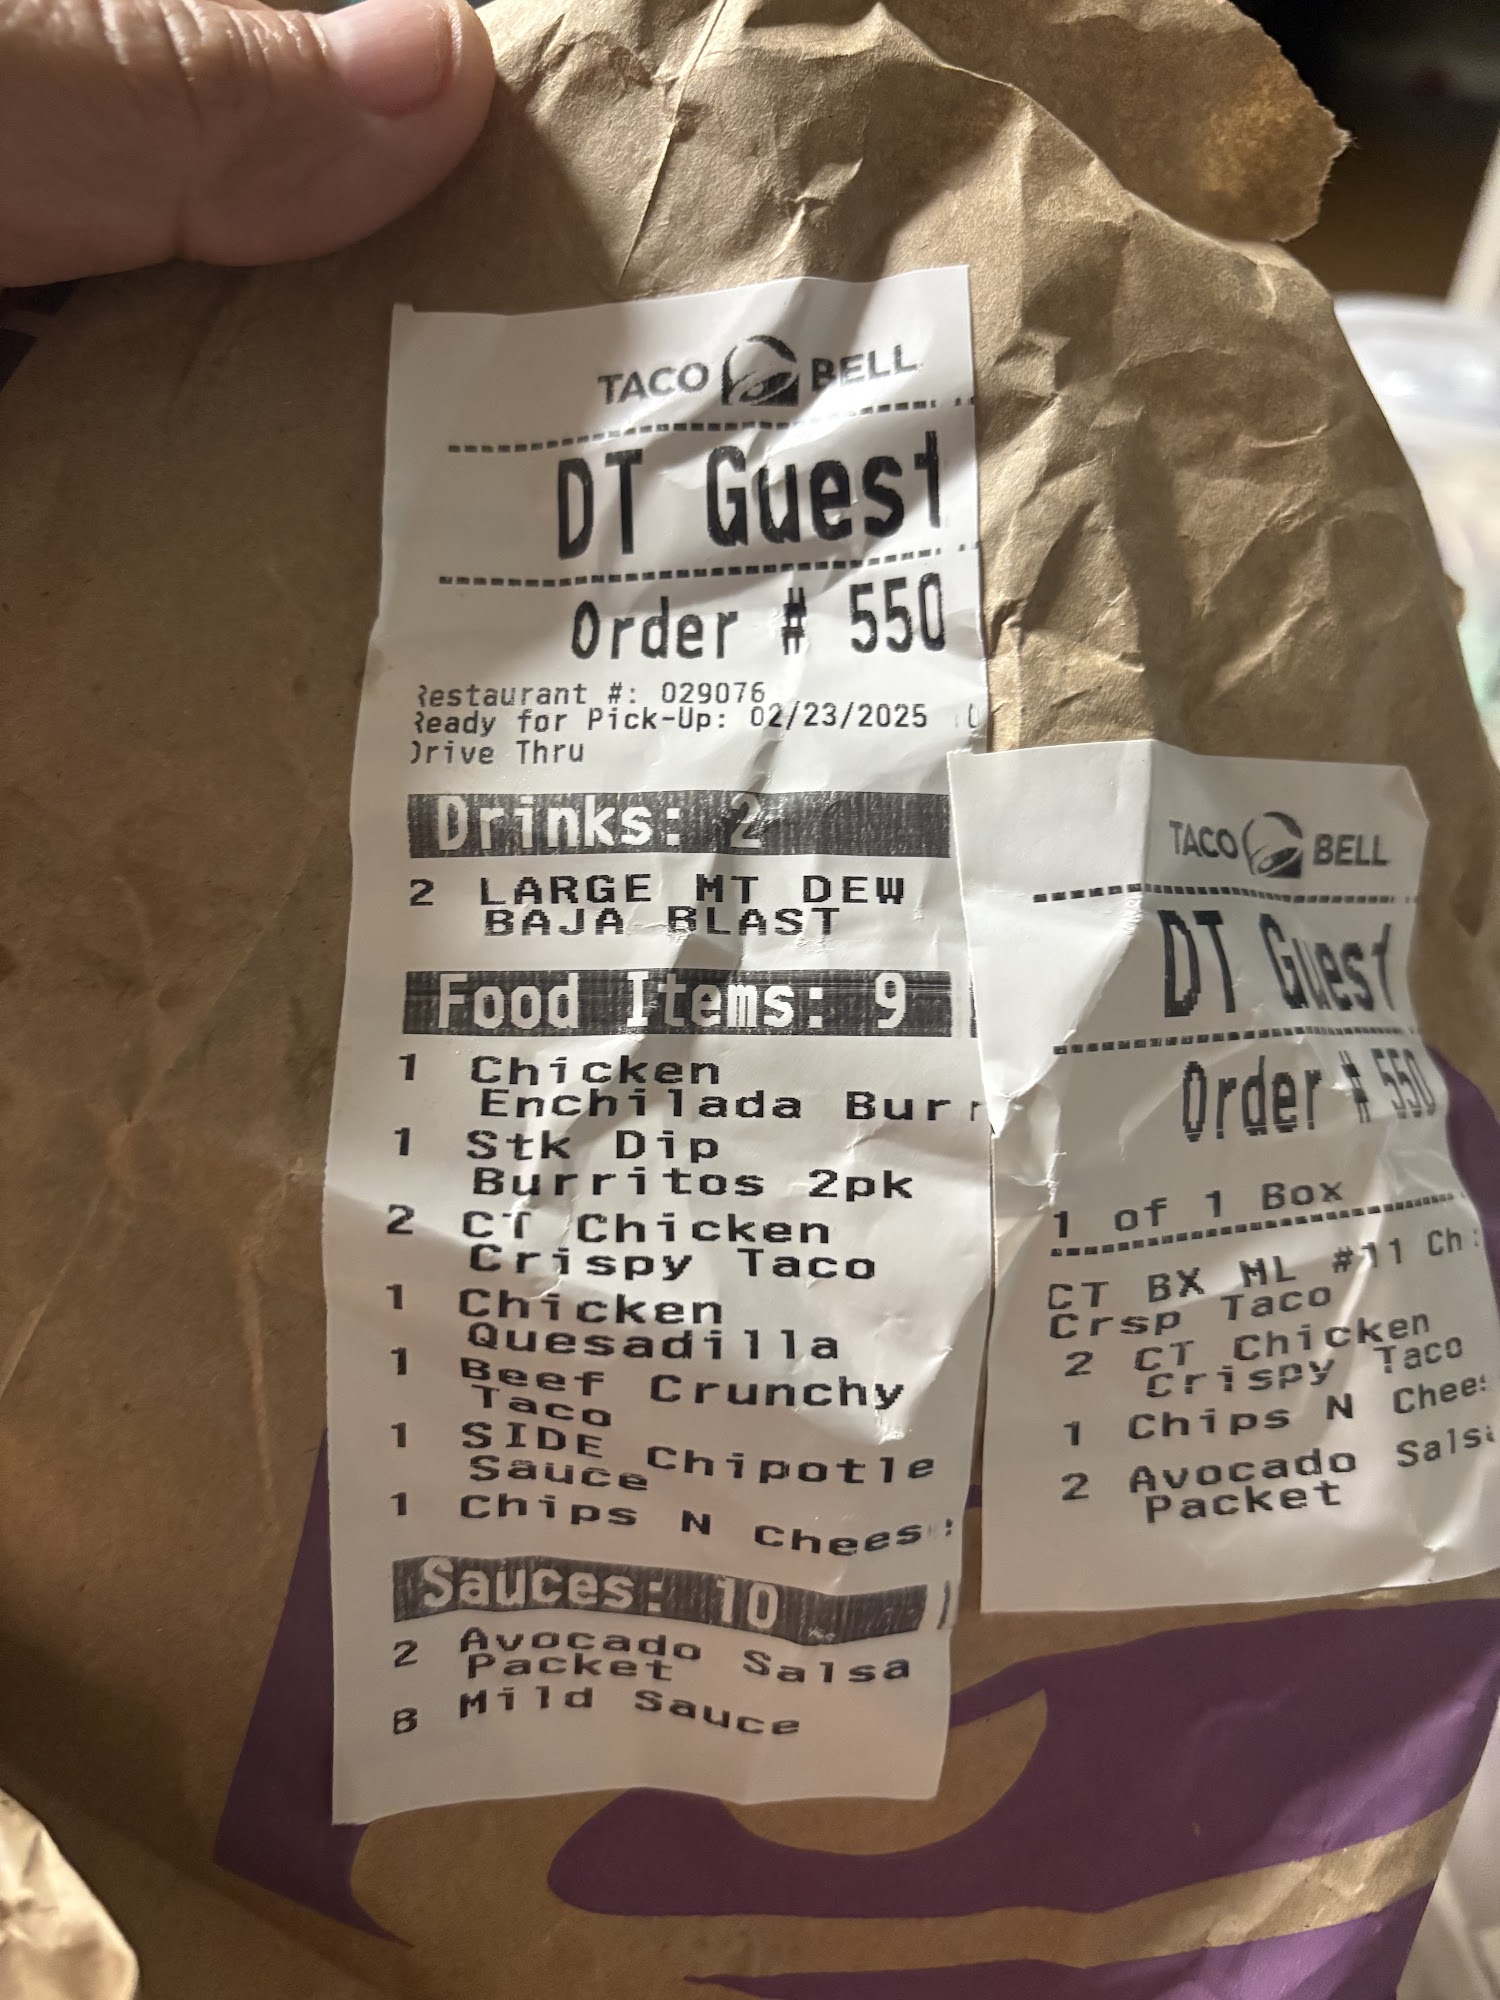 TACO BELL
DT Guest
Order # 550
Restaurant #: 029076
Ready for Pick-Up: 02/23/2025
Drive Thru
Drinks: 2
2 LARGE MT DEW
BAJA BLAST
Food Items: 9
1 Chicken
Enchilada Burr
1 Stk Dip
Burritos 2pk
2 CT Chicken
Crispy Taco
1 Chicken
Quesadilla
1 Beef Crunchy
Taco
1 SIDE Chipotle
Sauce
1 Chips N Chees
Sauces: 10
2 Avocado Salsa
Packet
8 Mild Sauce
TACO BELL
DT Guest
Order # 550
1 of 1 Box
CT BX ML #11 Ch
Crsp Taco
2 CT Chicken
Crispy Taco
1 Chips N Chees
2 Avocado Salsa
Packet